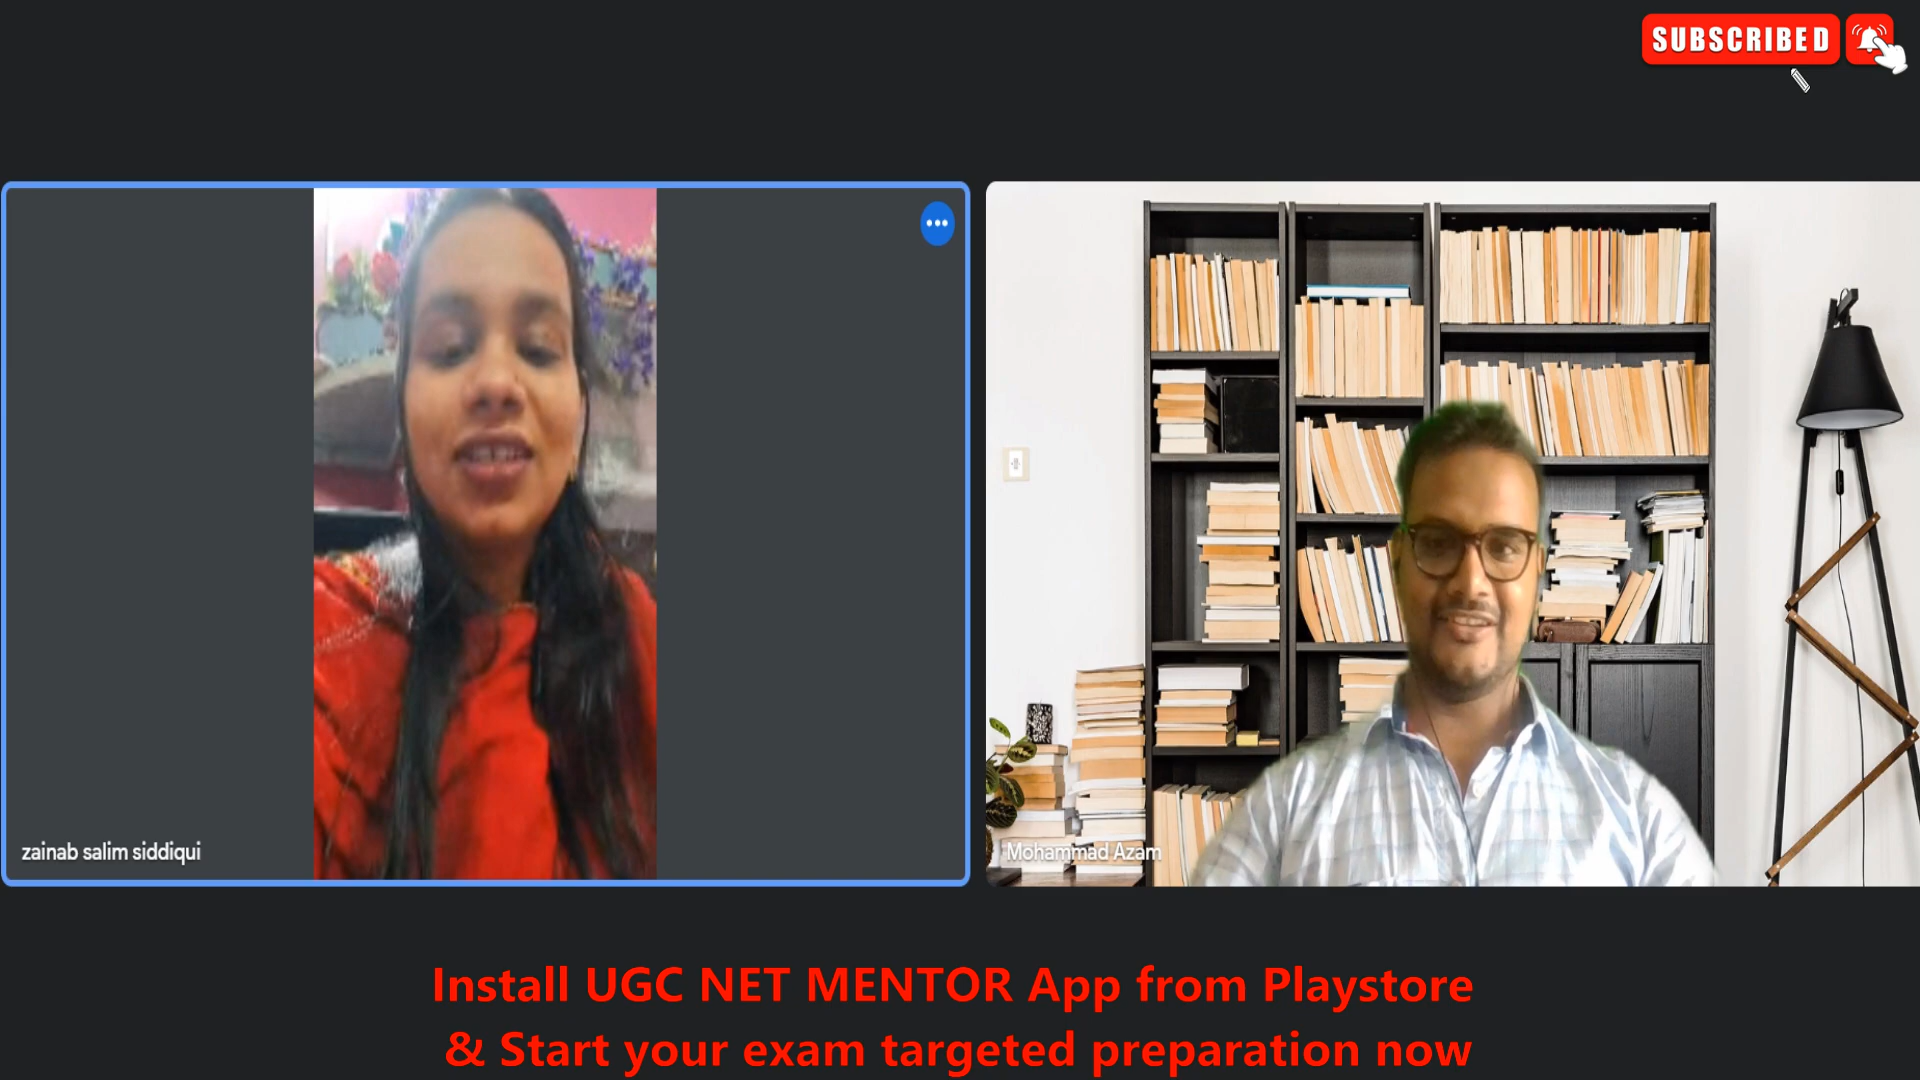 SUBSCRIBED
zainab salim siddiqui
Mohammad Azam
Install UGC NET MENTOR App from Playstore
& Start your exam targeted preparation now